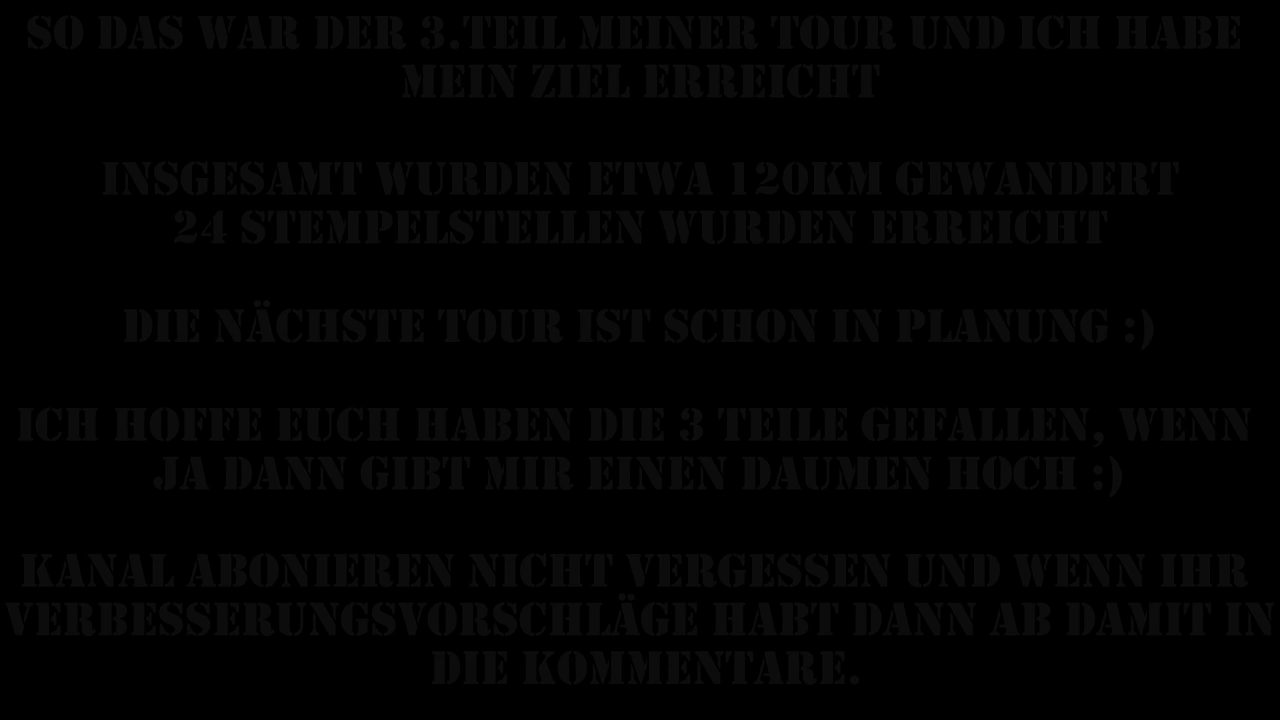 SO DAS WAR DER 3.TEIL MEINER TOUR UND ICH HABE
MEIN ZIEL ERREICHT
INSGESAMT WURDEN ETWA 120KM GEWANDERT
24 STEMPELSTELLEN WURDEN ERREICHT
DIE NÄCHSTE TOUR IST SCHON IN PLANUNG :)
ICH HOFFE EUCH HABEN DIE 3 TEILE GEFALLEN, WENN
JA DANN GIBT MIR EINEN DAUMEN HOCH :)
KANAL ABONIEREN NICHT VERGESSEN UND WENN IHR
VERBESSERUNGSVORSCHLÄGE HABT DANN AB DAMIT IN
DIE KOMMENTARE.